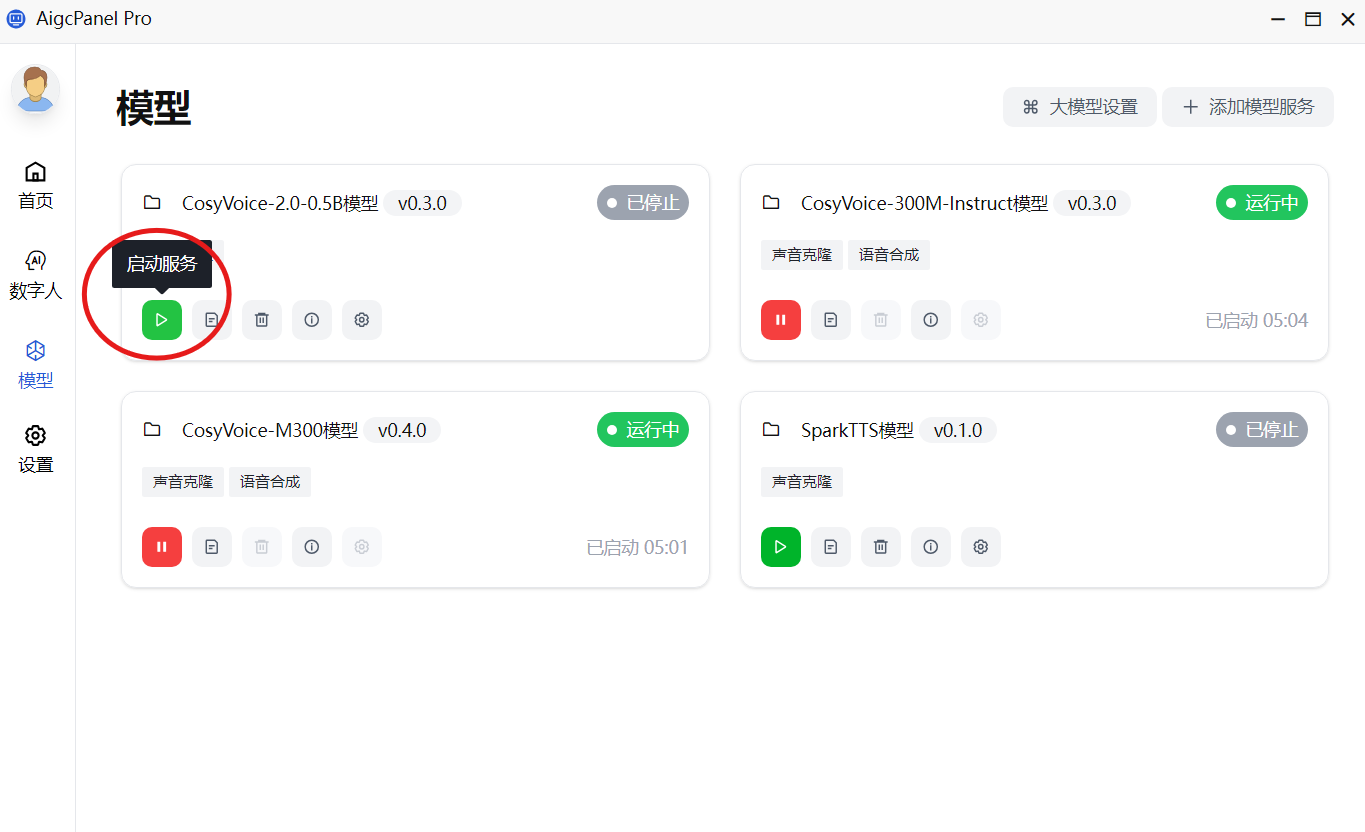 AigcPanel Pro
模型
⌘ 大模型设置
+ 添加模型服务
首页
数字人
模型
设置
CosyVoice-2.0-0.5B模型 v0.3.0
已停止
启动服务
CosyVoice-300M-Instruct模型 v0.3.0
运行中
声音克隆 语音合成
已启动 05:04
CosyVoice-M300模型 v0.4.0
运行中
声音克隆 语音合成
已启动 05:01
SparkTTS模型 v0.1.0
已停止
声音克隆